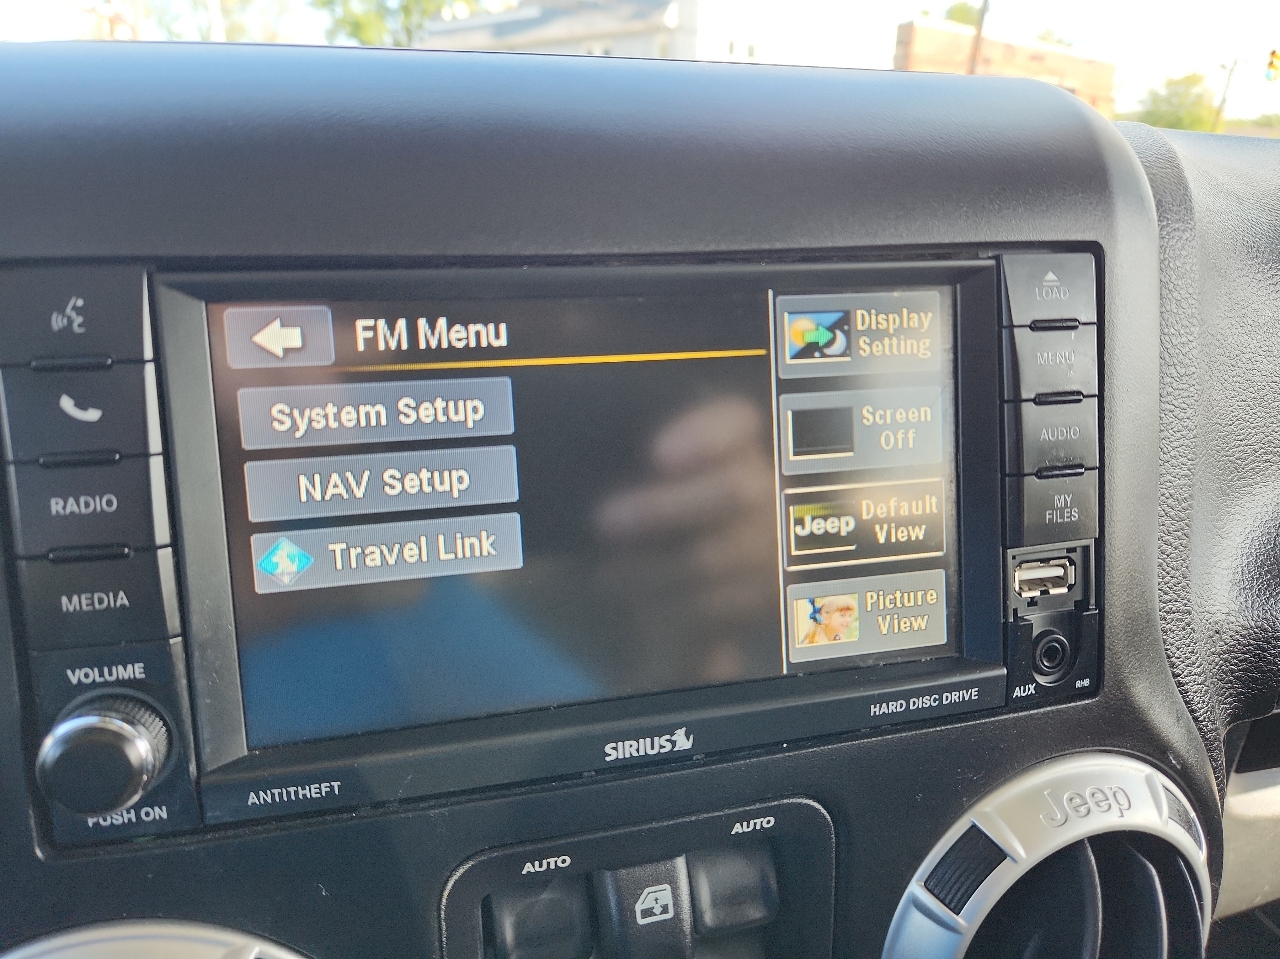 LOAD
MENU
AUDIO
MY
FILES
AUX
RHB
RADIO
MEDIA
VOLUME
PUSH ON
FM Menu
System Setup
NAV Setup
Travel Link
Display
Setting
Screen
Off
Jeep
Default
View
Picture
View
HARD DISC DRIVE
SIRIUS
ANTITHEFT
AUTO
AUTO
Jeep